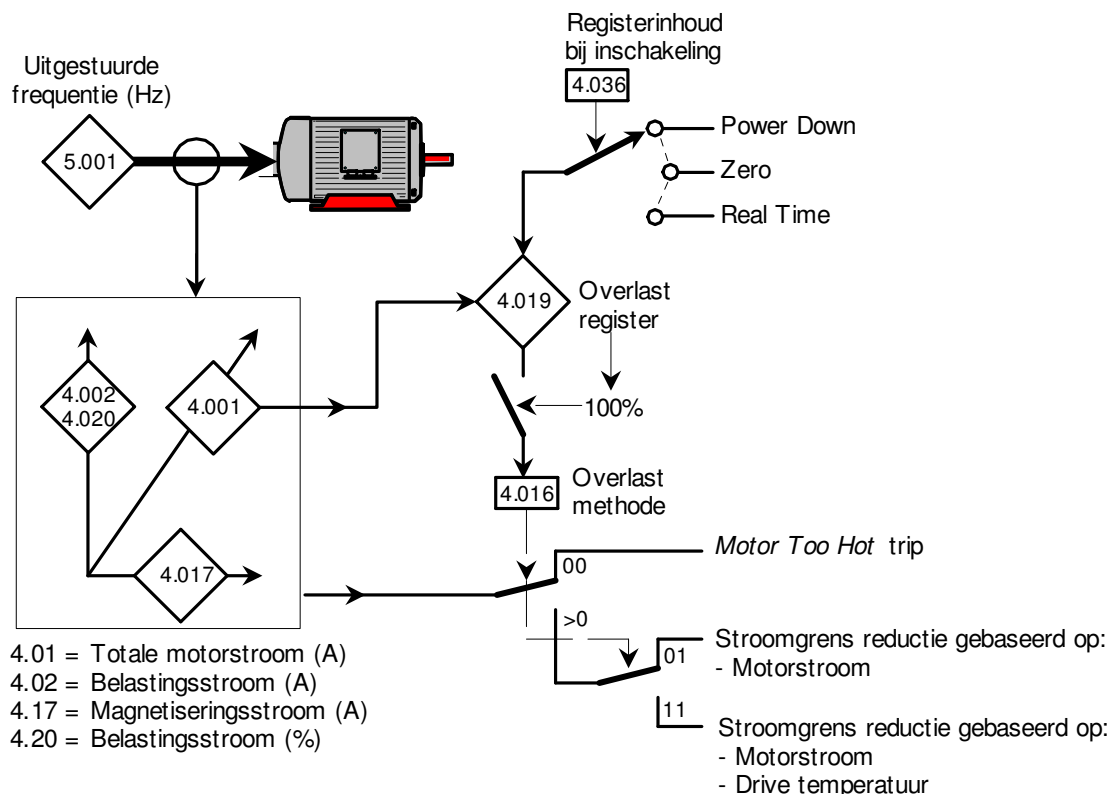 Uitgestuurde
frequentie (Hz)
5.001
Registerinhoud
bij inschakeling
4.036
Power Down
Zero
Real Time
4.019
Overlast
register
100%
4.002
4.020
4.001
4.017
4.016
Overlast
methode
Motor Too Hot trip
00
>0
01
Stroomgrens reductie gebaseerd op:
- Motorstroom
11
Stroomgrens reductie gebaseerd op:
- Motorstroom
- Drive temperatuur
4.01 = Totale motorstroom (A)
4.02 = Belastingsstroom (A)
4.17 = Magnetiseringsstroom (A)
4.20 = Belastingsstroom (%)